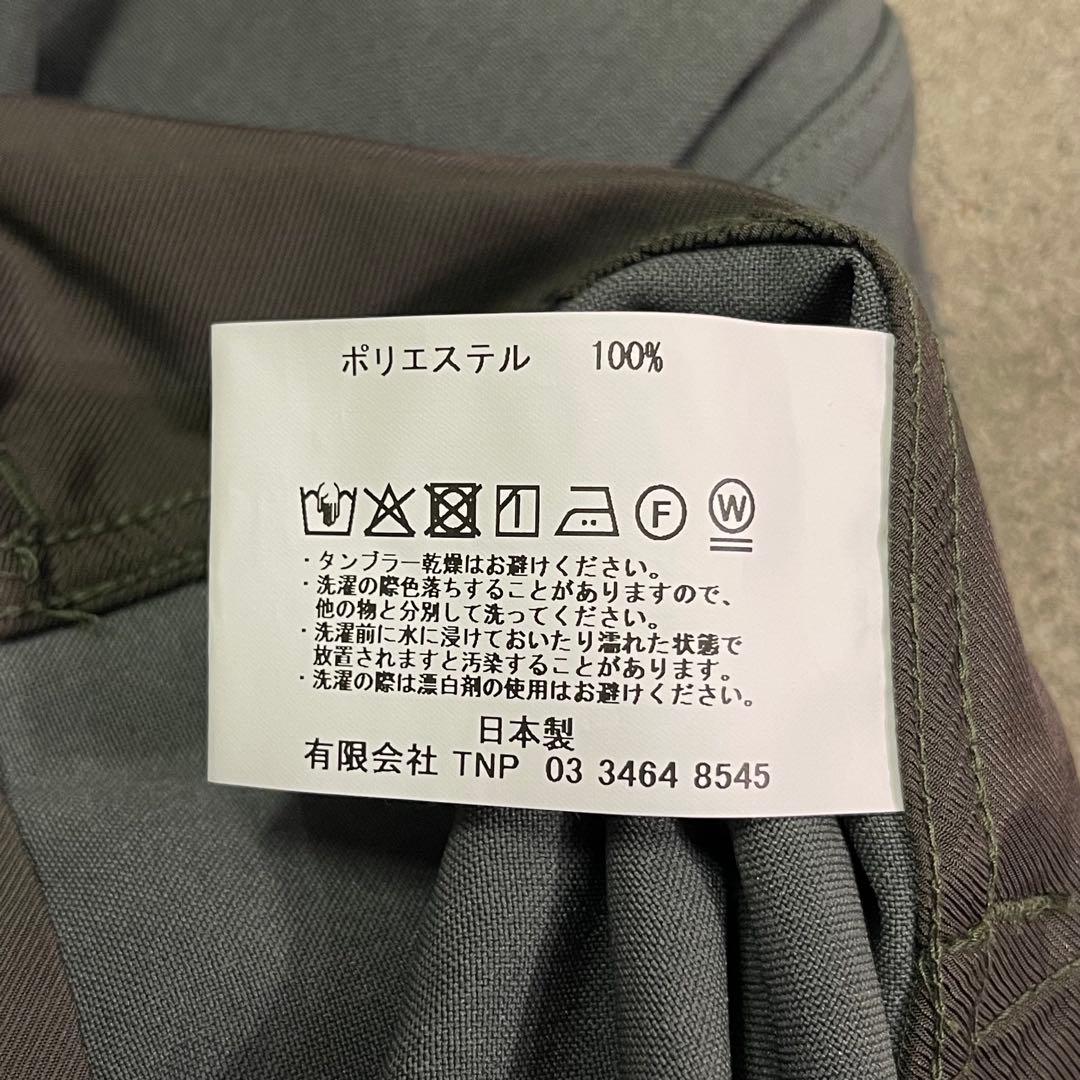 ポリエステル 100%
F W
・タンブラー乾燥はお避けください。
・洗濯の際色落ちすることがありますので、
他の物と分別して洗ってください。
・洗濯前に水に浸けておいたり濡れた状態で
放置されますと汚染することがあります。
・洗濯の際は漂白剤の使用はお避けください。
日本製
有限会社 TNP 03 3464 8545